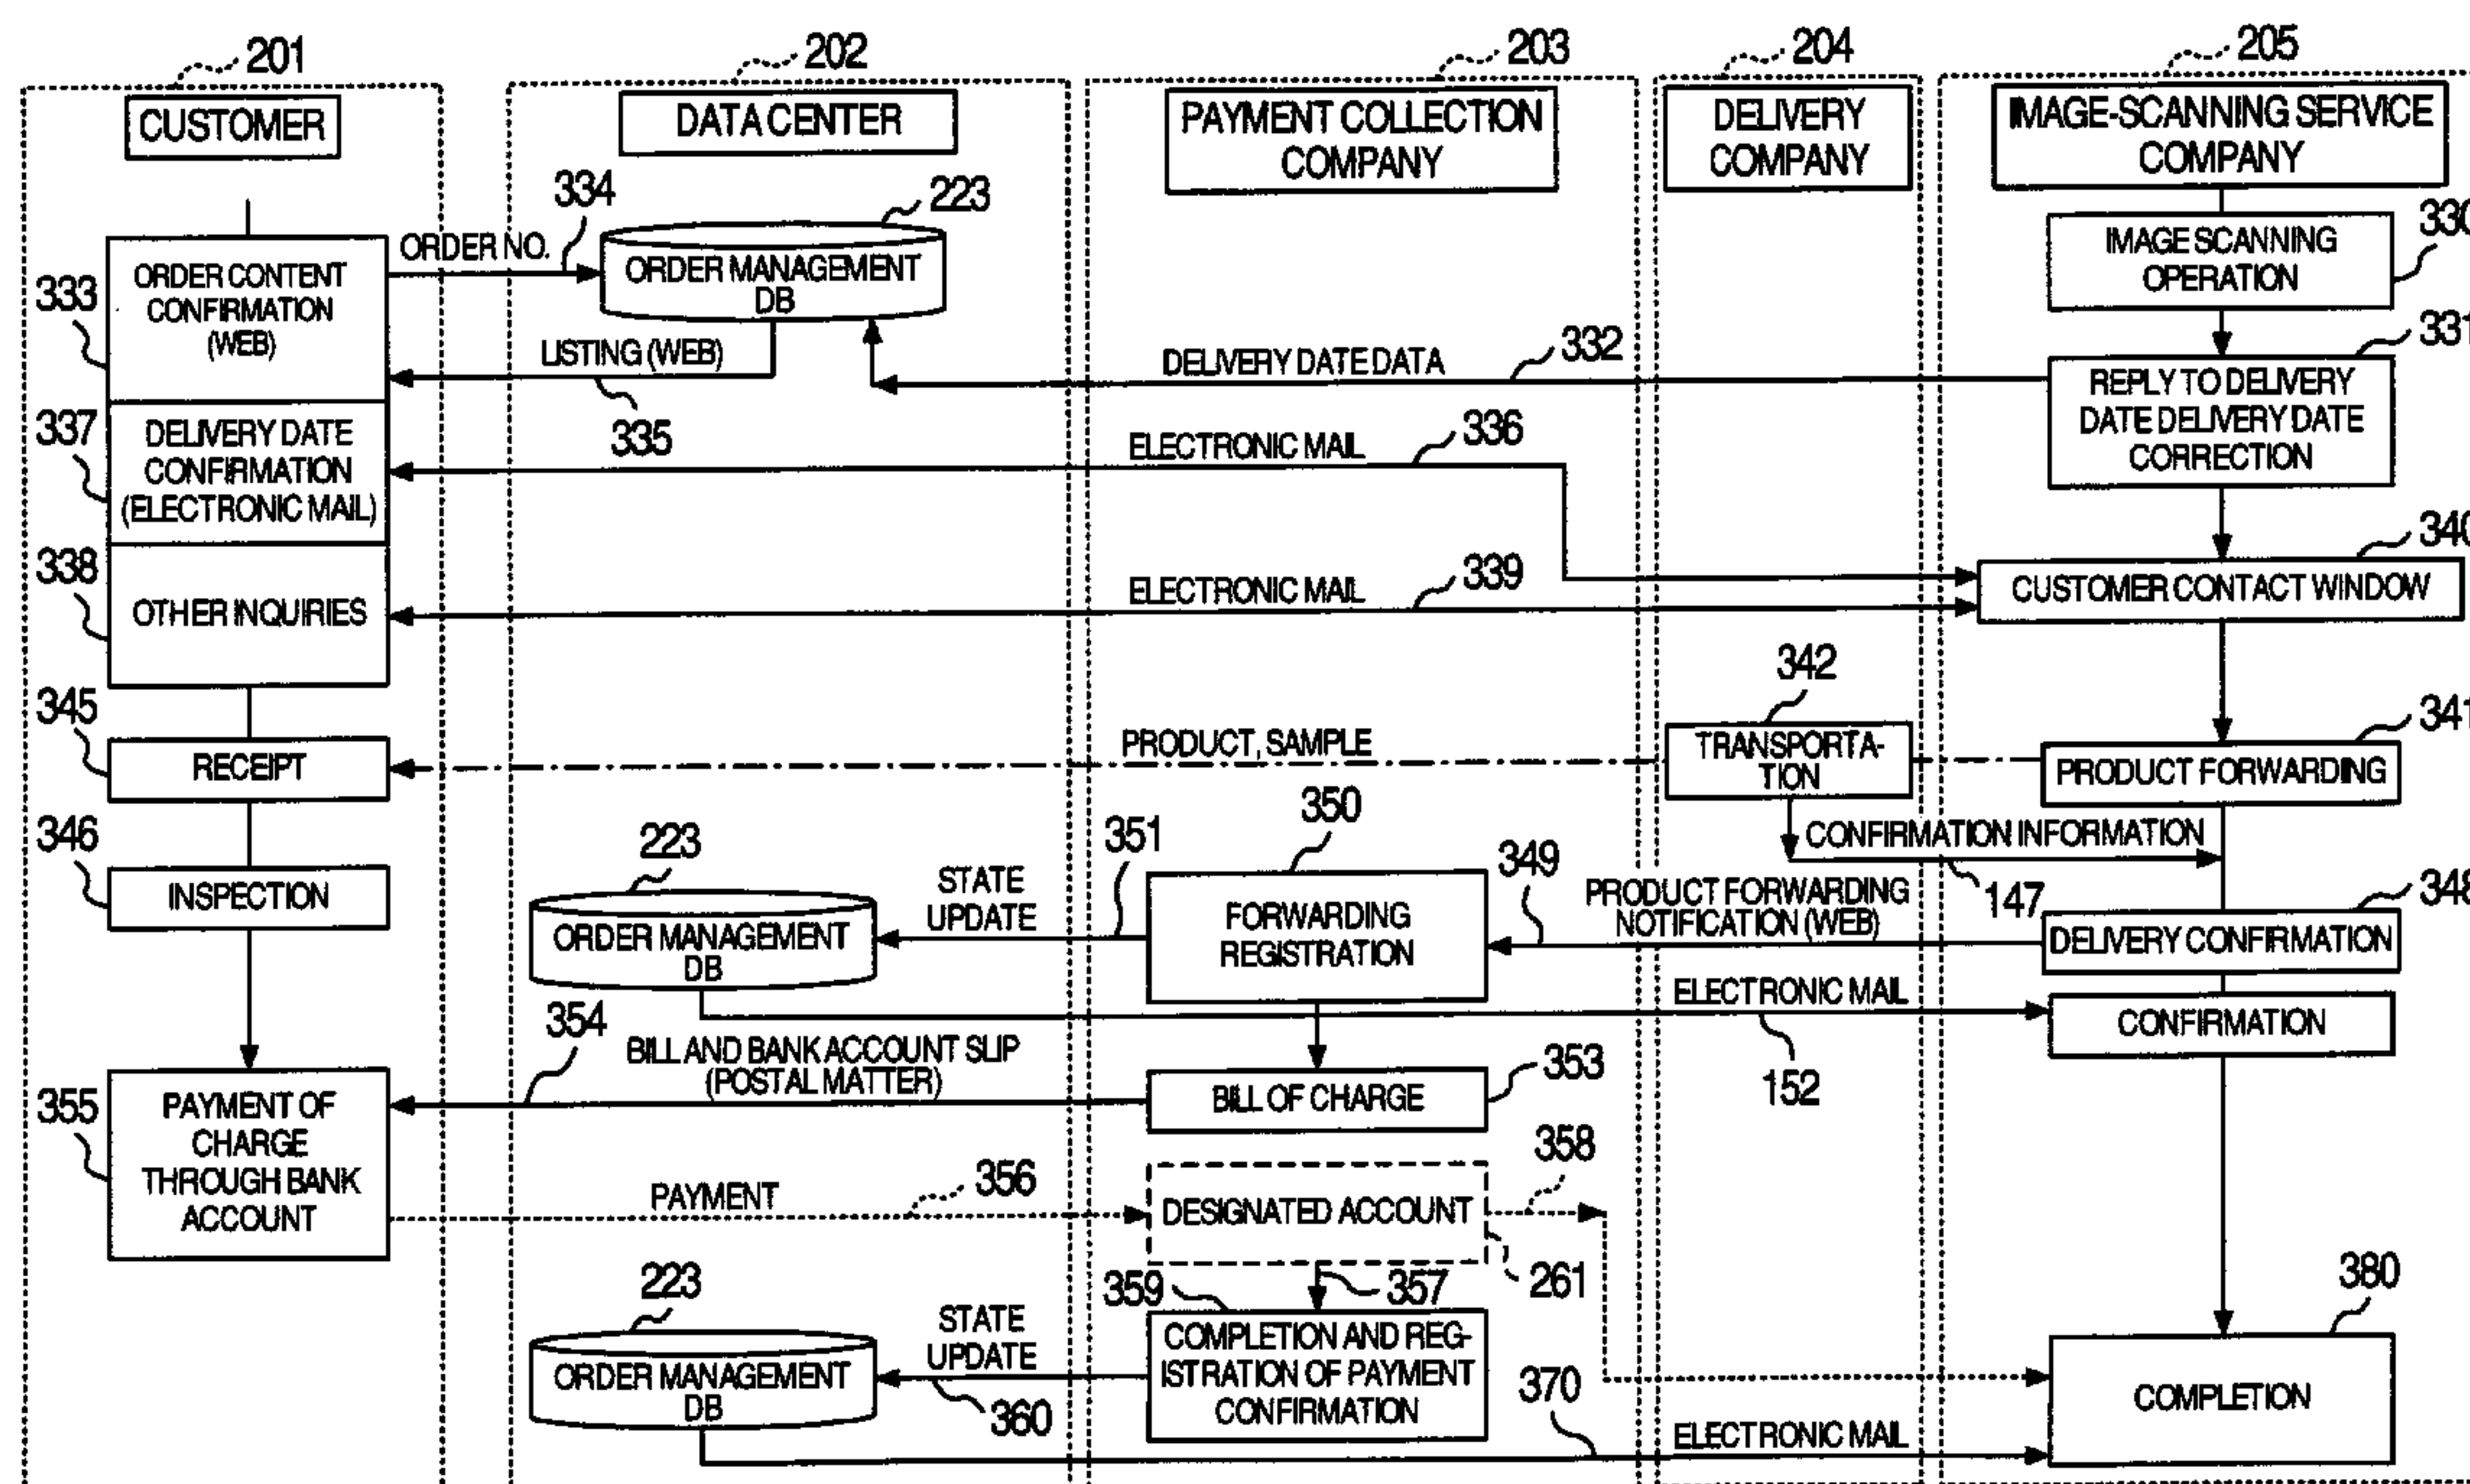 201
202
203
204
205
CUSTOMER
DATA CENTER
PAYMENT COLLECTION
COMPANY
DELIVERY
COMPANY
IMAGE-SCANNING SERVICE
COMPANY
333
ORDER CONTENT
CONFIRMATION
(WEB)
ORDER NO.
334
223
ORDER MANAGEMENT
DB
LISTING (WEB)
335
DELIVERY DATE DATA
332
IMAGE SCANNING
OPERATION
330
331
REPLY TO DELIVERY
DATE DELIVERY DATE
CORRECTION
337
DELIVERY DATE
CONFIRMATION
(ELECTRONIC MAIL)
ELECTRONIC MAIL
336
338
OTHER INQUIRIES
ELECTRONIC MAIL
339
340
CUSTOMER CONTACT WINDOW
345
RECEIPT
PRODUCT, SAMPLE
342
TRANSPORTA-
TION
341
PRODUCT FORWARDING
CONFIRMATION INFORMATION
147
346
INSPECTION
223
ORDER MANAGEMENT
DB
STATE
UPDATE
351
350
FORWARDING
REGISTRATION
349
PRODUCT FORWARDING
NOTIFICATION (WEB)
348
DELIVERY CONFIRMATION
ELECTRONIC MAIL
152
CONFIRMATION
354
BILL AND BANK ACCOUNT SLIP
(POSTAL MATTER)
BILL OF CHARGE
353
355
PAYMENT OF
CHARGE
THROUGH BANK
ACCOUNT
PAYMENT
356
DESIGNATED ACCOUNT
358
261
357
223
ORDER MANAGEMENT
DB
STATE
UPDATE
360
359
COMPLETION AND REG-
ISTRATION OF PAYMENT
CONFIRMATION
370
ELECTRONIC MAIL
380
COMPLETION